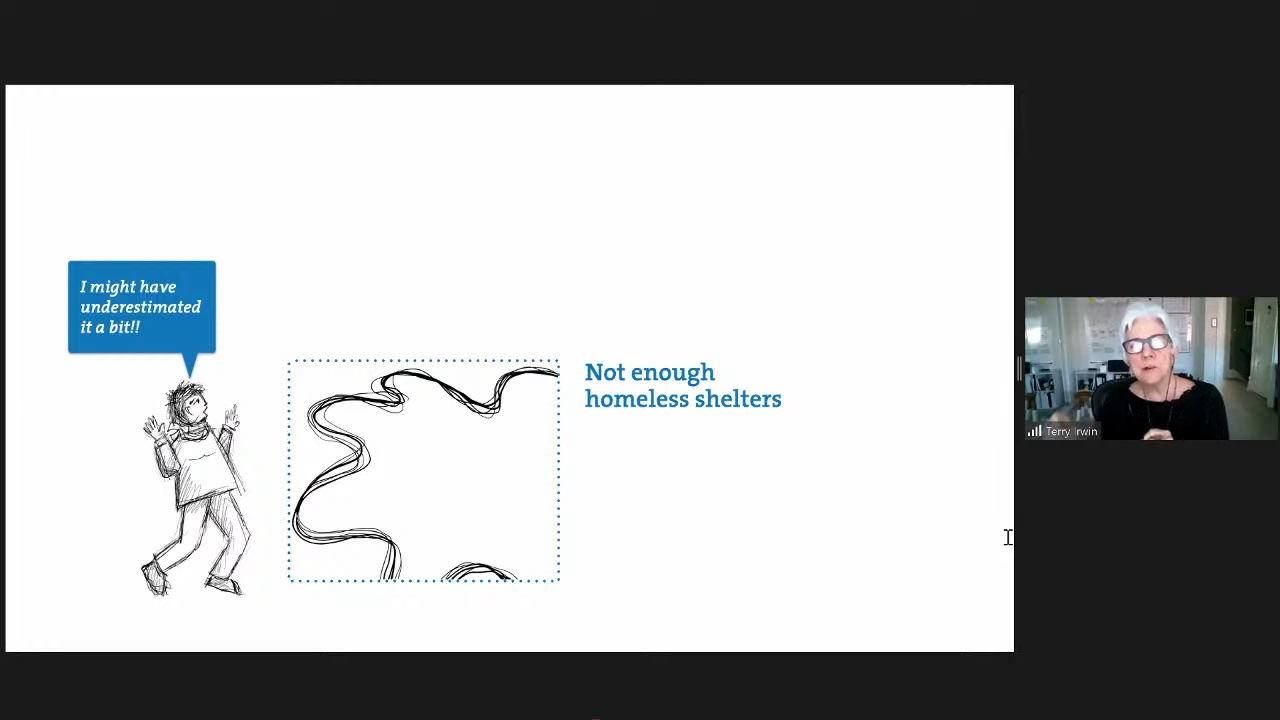 I might have
underestimated
it a bit!!
Not enough
homeless shelters
Terry Irwin